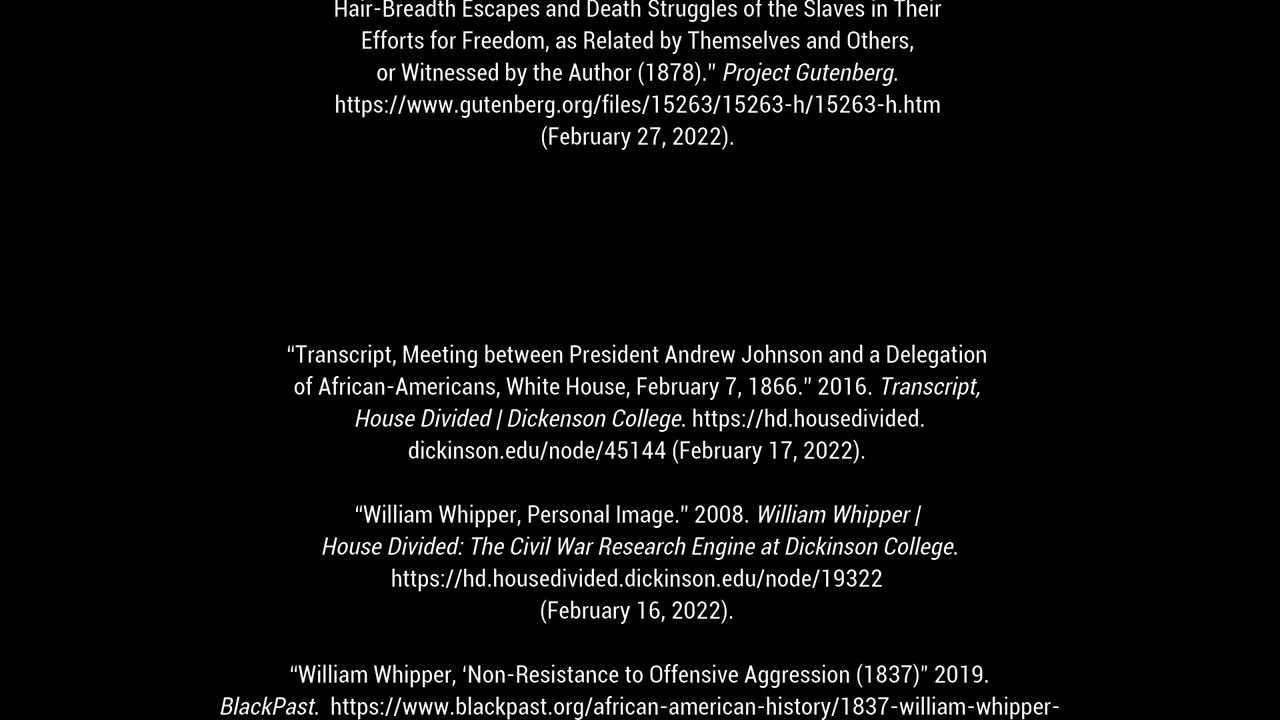 Hair-Breadth Escapes and Death Struggles of the Slaves in Their
Efforts for Freedom, as Related by Themselves and Others,
or Witnessed by the Author (1878).” Project Gutenberg.
https://www.gutenberg.org/files/15263/15263-h/15263-h.htm
(February 27, 2022).
“Transcript, Meeting between President Andrew Johnson and a Delegation
of African-Americans, White House, February 7, 1866.” 2016. Transcript,
House Divided | Dickenson College. https://hd.housedivided.
dickinson.edu/node/45144 (February 17, 2022).
“William Whipper, Personal Image.” 2008. William Whipper |
House Divided: The Civil War Research Engine at Dickinson College.
https://hd.housedivided.dickinson.edu/node/19322
(February 16, 2022).
“William Whipper, ‘Non-Resistance to Offensive Aggression (1837)” 2019.
BlackPast. https://www.blackpast.org/african-american-history/1837-william-whipper-